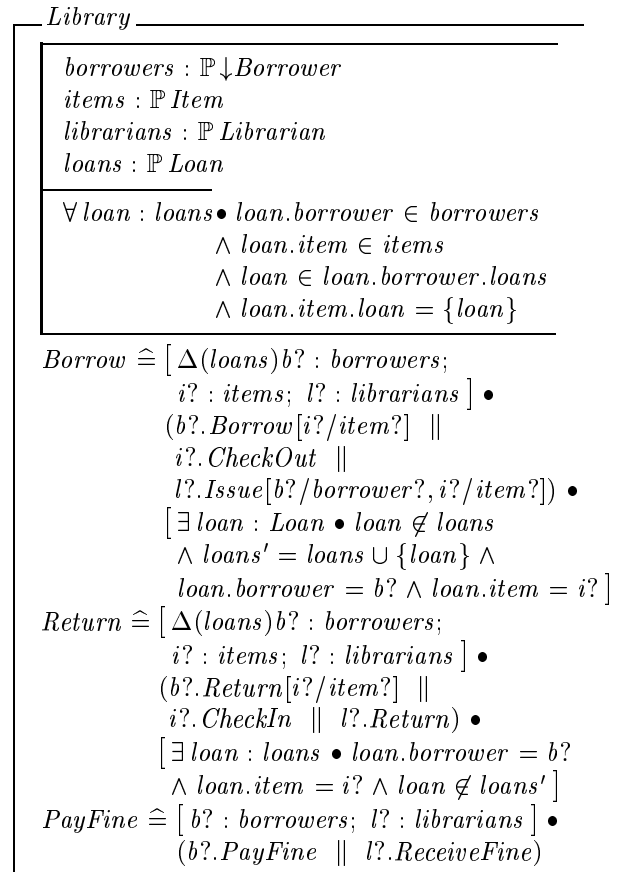 Library
borrowers : ℙ ↓Borrower
items : ℙ Item
librarians : ℙ Librarian
loans : ℙ Loan
∀ loan : loans • loan.borrower ∈ borrowers
∧ loan.item ∈ items
∧ loan ∈ loan.borrower.loans
∧ loan.item.loan = {loan}
Borrow ≙ [ Δ(loans)b? : borrowers;
i? : items; l? : librarians ] •
(b?.Borrow[i?/item?] ||
i?.CheckOut ||
l?.Issue[b?/borrower?, i?/item?]) •
[ ∃ loan : Loan • loan ∉ loans
∧ loans′ = loans ∪ {loan} ∧
loan.borrower = b? ∧ loan.item = i? ]
Return ≙ [ Δ(loans)b? : borrowers;
i? : items; l? : librarians ] •
(b?.Return[i?/item?] ||
i?.CheckIn || l?.Return) •
[ ∃ loan : loans • loan.borrower = b?
∧ loan.item = i? ∧ loan ∉ loans′ ]
PayFine ≙ [ b? : borrowers; l? : librarians ] •
(b?.PayFine || l?.ReceiveFine)